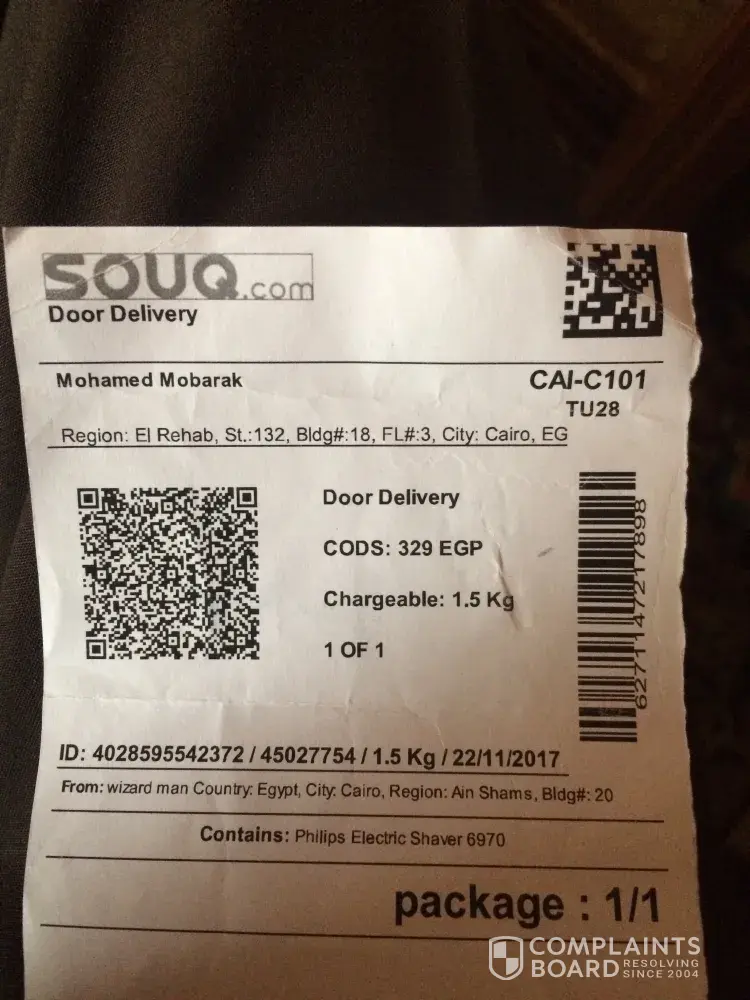 SOUQ.com
Door Delivery
Mohamed Mobarak
CAI-C101
TU28
Region: El Rehab, St.:132, Bldg#:18, FL#:3, City: Cairo, EG
Door Delivery
CODS: 329 EGP
Chargeable: 1.5 Kg
1 OF 1
6271147217898
ID: 4028595542372 / 45027754 / 1.5 Kg / 22/11/2017
From: wizard man Country: Egypt, City: Cairo, Region: Ain Shams, Bldg#: 20
Contains: Philips Electric Shaver 6970
package : 1/1
COMPLAINTS
BOARD RESOLVING
SINCE 2004